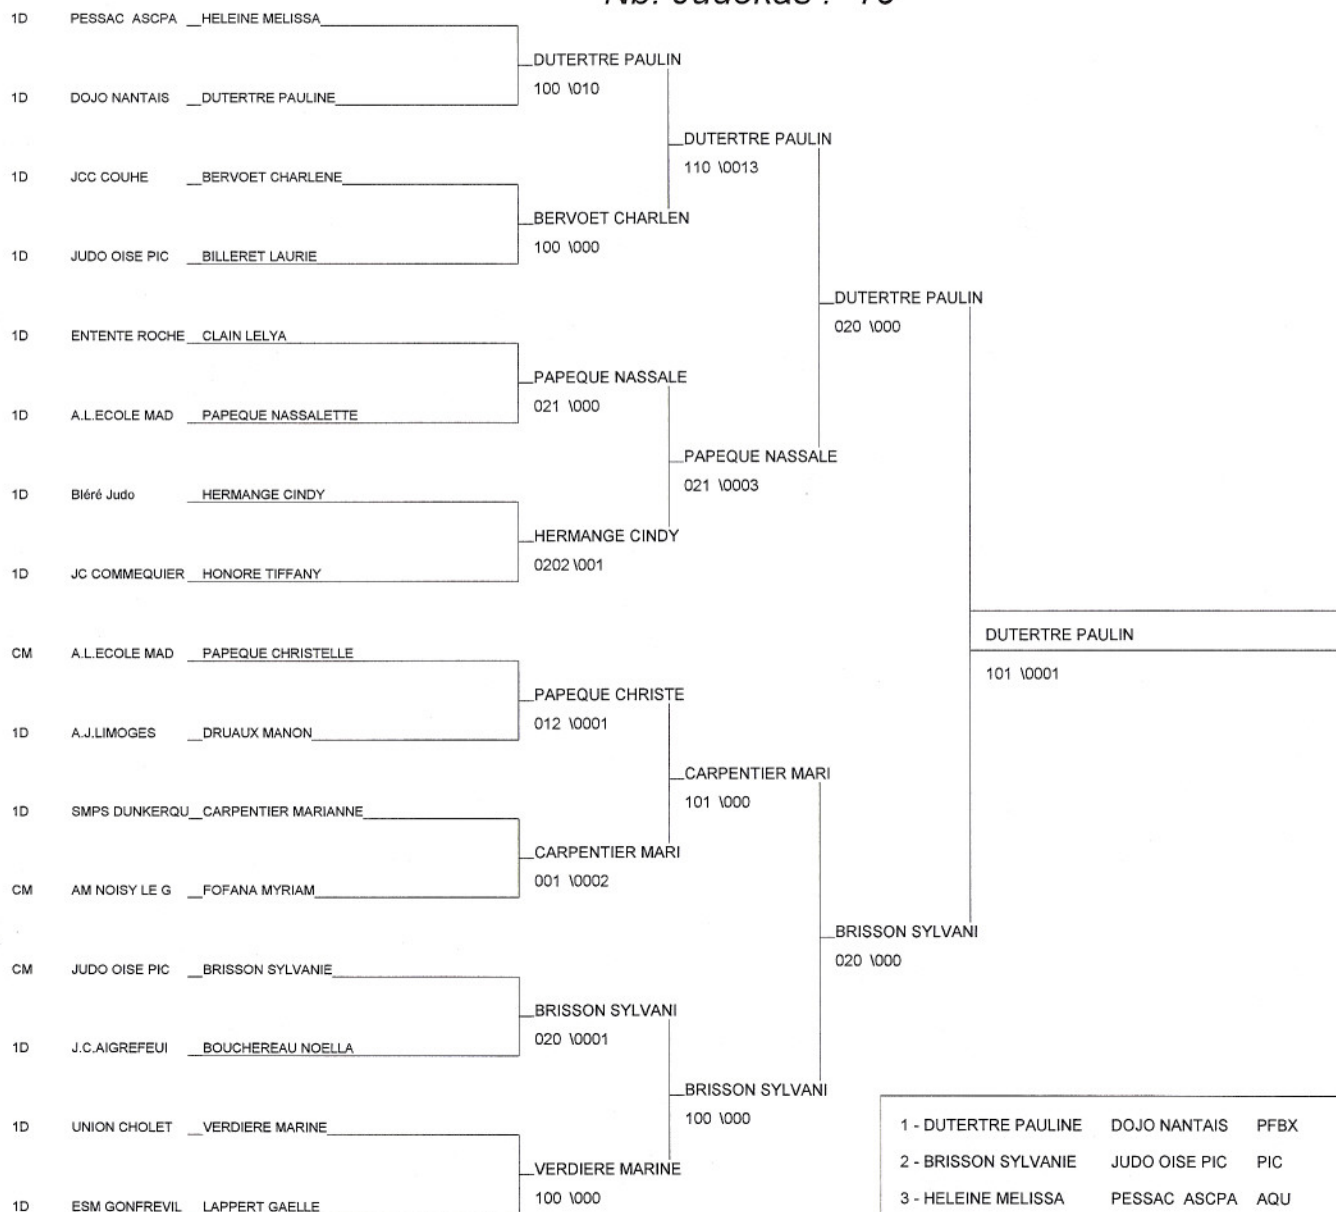 Nb. Judokas :
1D PESSAC ASCPA HELEINE MELISSA
DUTERTRE PAULIN
100 \010
1D DOJO NANTAIS DUTERTRE PAULINE
DUTERTRE PAULIN
110 \0013
1D JCC COUHE BERVOET CHARLENE
BERVOET CHARLEN
100 \000
1D JUDO OISE PIC BILLERET LAURIE
DUTERTRE PAULIN
020 \000
1D ENTENTE ROCHE CLAIN LELYA
PAPEQUE NASSALE
021 \000
1D A.L.ECOLE MAD PAPEQUE NASSALETTE
PAPEQUE NASSALE
021 \0003
1D Bléré Judo HERMANGE CINDY
HERMANGE CINDY
0202 \001
1D JC COMMEQUIER HONORE TIFFANY
DUTERTRE PAULIN
101 \0001
CM A.L.ECOLE MAD PAPEQUE CHRISTELLE
PAPEQUE CHRISTE
012 \0001
1D A.J.LIMOGES DRUAUX MANON
CARPENTIER MARI
101 \000
1D SMPS DUNKERQU CARPENTIER MARIANNE
CARPENTIER MARI
001 \0002
CM AM NOISY LE G FOFANA MYRIAM
BRISSON SYLVANI
020 \000
CM JUDO OISE PIC BRISSON SYLVANIE
BRISSON SYLVANI
020 \0001
1D J.C.AIGREFEUI BOUCHEREAU NOELLA
BRISSON SYLVANI
100 \000
1D UNION CHOLET VERDIERE MARINE
VERDIERE MARINE
100 \000
1D ESM GONFREVIL LAPPERT GAELLE
1 - DUTERTRE PAULINE DOJO NANTAIS PFBX
2 - BRISSON SYLVANIE JUDO OISE PIC PIC
3 - HELEINE MELISSA PESSAC ASCPA AQU